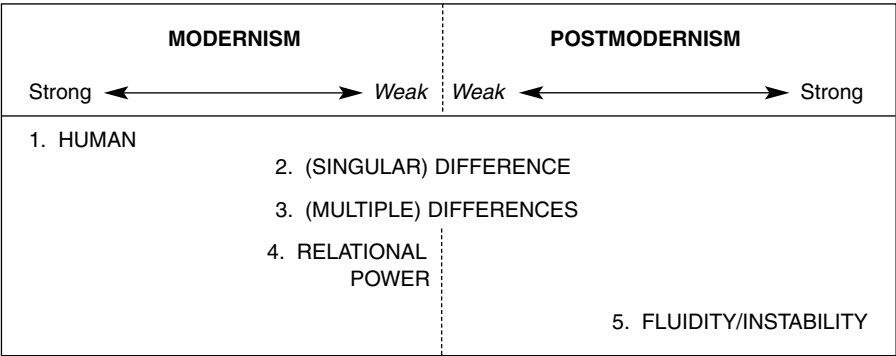 MODERNISM POSTMODERNISM
Strong Weak Weak Strong
1. HUMAN
2. (SINGULAR) DIFFERENCE
3. (MULTIPLE) DIFFERENCES
4. RELATIONAL
POWER
5. FLUIDITY/INSTABILITY